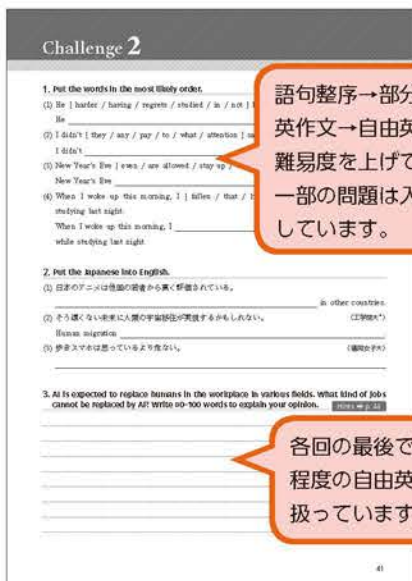 Challenge 2
1. Put the words in the most likely order.
(1) He [ harder / having / regrets / studied / in / not ]
He
(2) I didn't [ they / any / pay / to / what / attention [
I didn't
(3) New Year's Eve [ even / are allowed / stay up /
New Year's Eve
(4) When I woke up this morning, I [ fallen / that /
studying last night.
When I woke up this morning, I
while studying last night.
2. Put the Japanese into English.
(1) 日本のアニメは他国の若者から高く評価されている。
in other countries.
(2) そう遠くない未来に人類の宇宙移住が実現するかもしれない。
Human migration
(3) 歩きスマホは思っているより危ない。 (福岡女子大)
3. AI is expected to replace humans in the workplace in various fields. What kind of jobs
cannot be replaced by AI? Write 80-100 words to explain your opinion.
41
語句整序→部分
英作文→自由英
難易度を上げて
一部の問題は入
しています。
各回の最後で
程度の自由英
扱っています